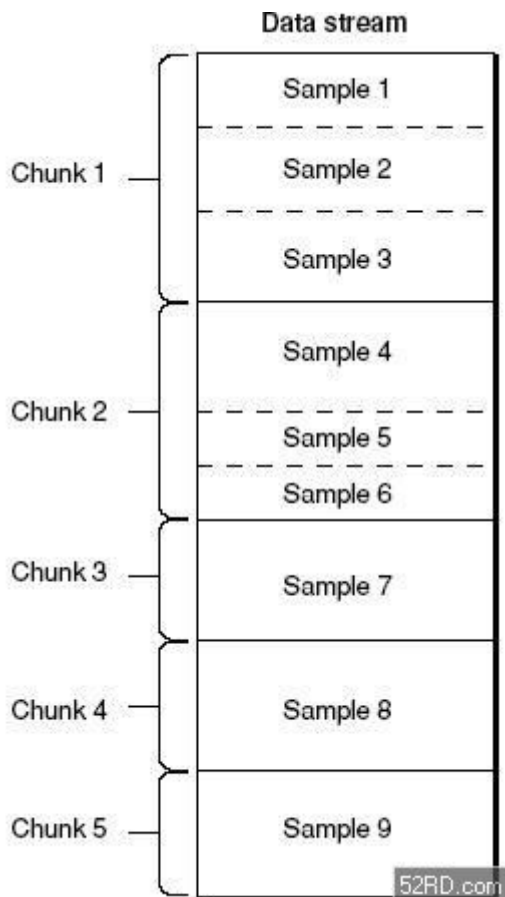 Data stream
Chunk 1
Sample 1
Sample 2
Sample 3
Chunk 2
Sample 4
Sample 5
Sample 6
Chunk 3
Sample 7
Chunk 4
Sample 8
Chunk 5
Sample 9
52RD.com